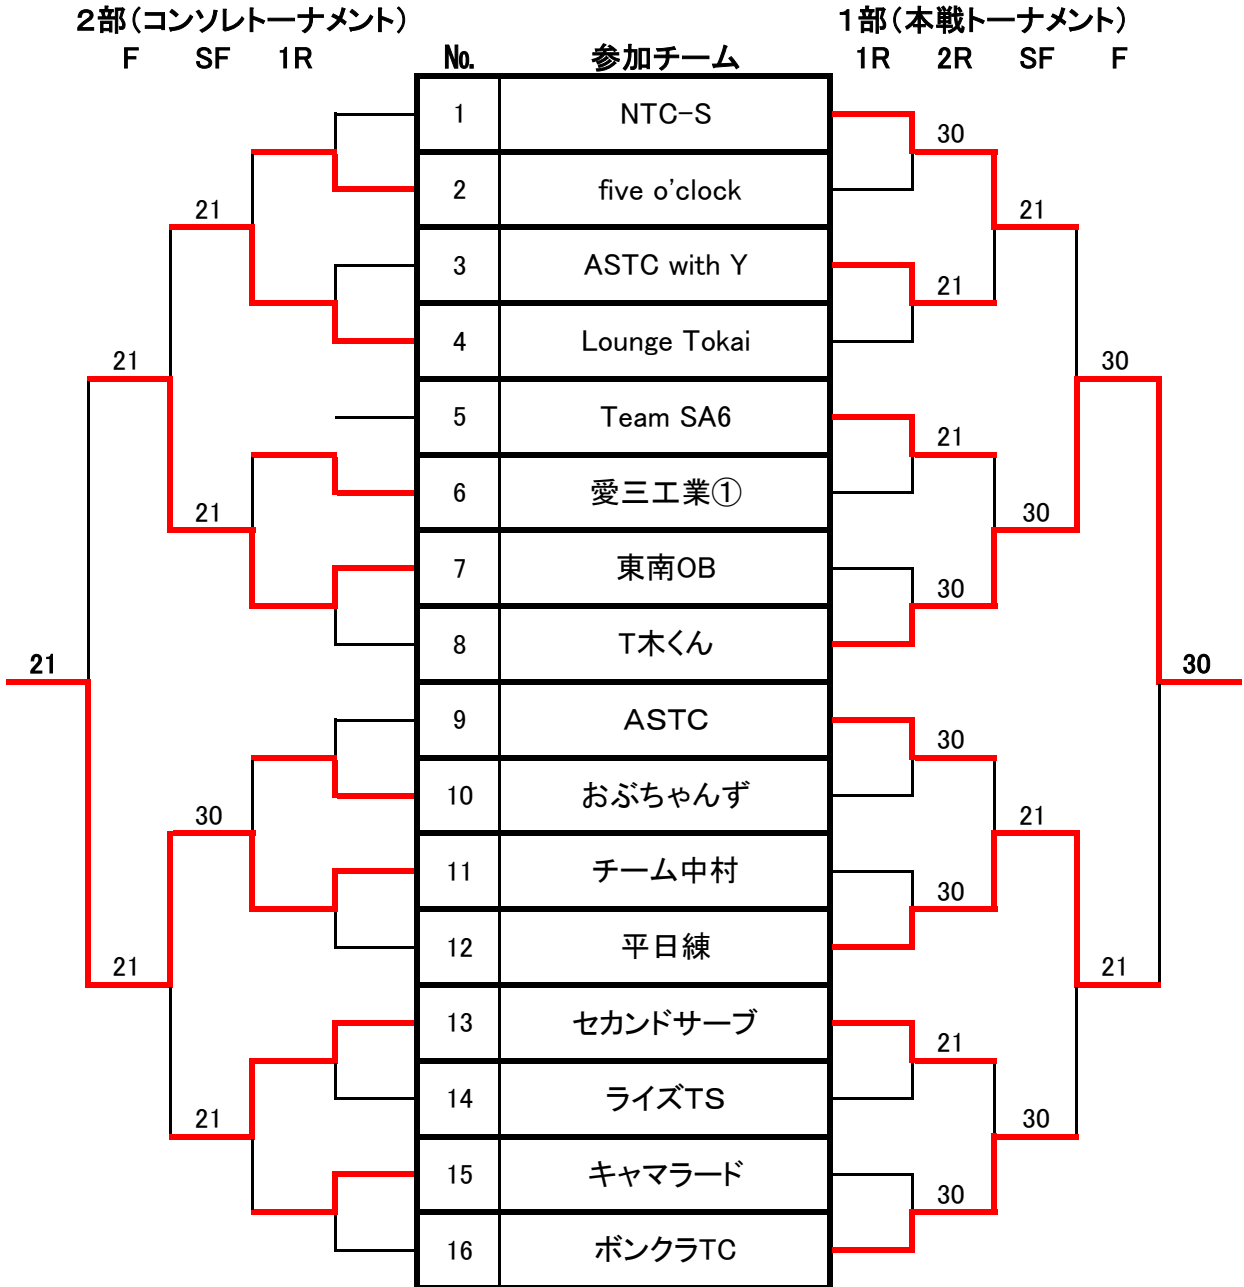 2部（コンソレトーナメント） 1部（本戦トーナメント）
F SF 1R № 参加チーム 1R 2R SF F
1 NTC-S
30
2 five o'clock
21 21
3 ASTC with Y
21
4 Lounge Tokai
21 30
5 Team SA6
21
6 愛三工業①
21 30
7 東南OB
30
8 T木くん
21 30
9 ASTC
30
10 おぶちゃんず
30 21
11 チーム中村
30
12 平日練
21 21
13 セカンドサーブ
21
14 ライズTS
21 30
15 キャマラード
30
16 ボンクラTC